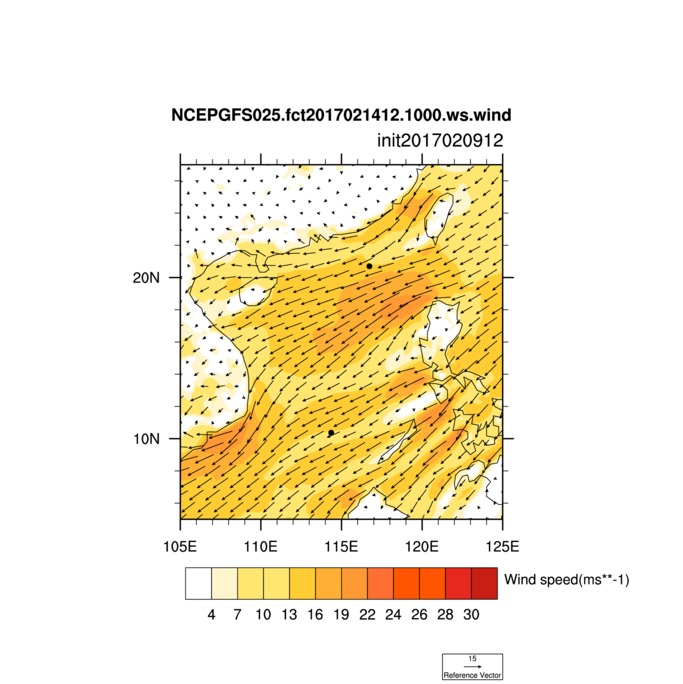 NCEPGFS025.fct2017021412.1000.ws.wind
init2017020912
20N
10N
105E 110E 115E 120E 125E
Wind speed(ms**-1)
4 7 10 13 16 19 22 24 26 28 30
15
Reference Vector